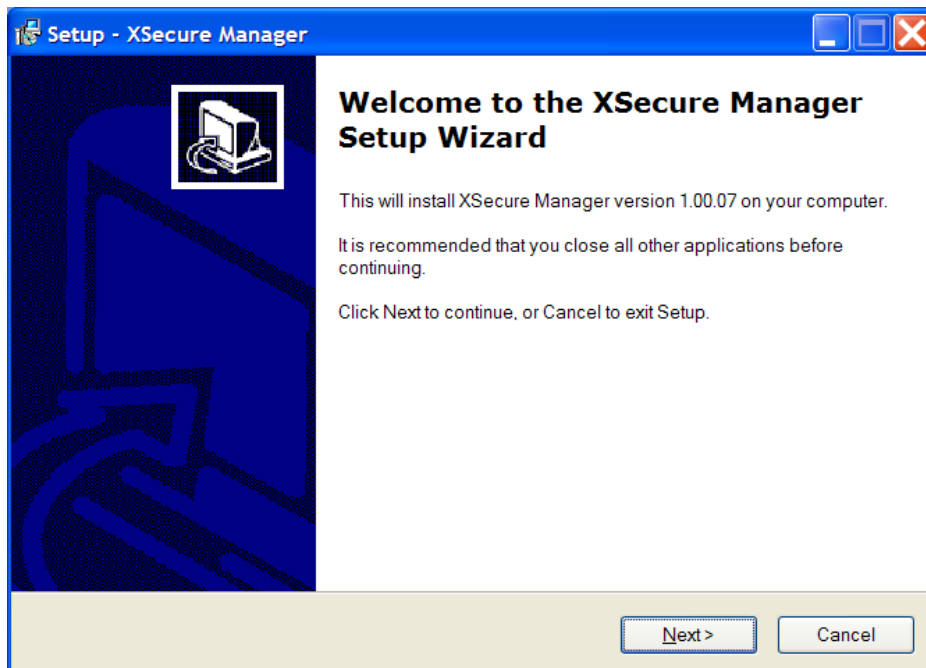 Setup - XSecure Manager
Welcome to the XSecure Manager
Setup Wizard
This will install XSecure Manager version 1.00.07 on your computer.
It is recommended that you close all other applications before
continuing.
Click Next to continue, or Cancel to exit Setup.
Next >
Cancel